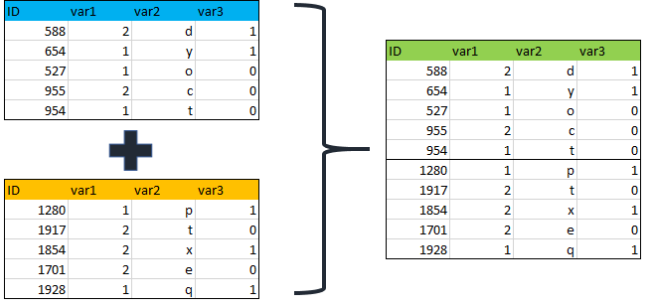 ID var1 var2 var3
588 2 d 1
654 1 y 1
527 1 o 0
955 2 c 0
954 1 t 0
ID var1 var2 var3
1280 1 p 1
1917 2 t 0
1854 2 x 1
1701 2 e 0
1928 1 q 1
ID var1 var2 var3
588 2 d 1
654 1 y 1
527 1 o 0
955 2 c 0
954 1 t 0
1280 1 p 1
1917 2 t 0
1854 2 x 1
1701 2 e 0
1928 1 q 1